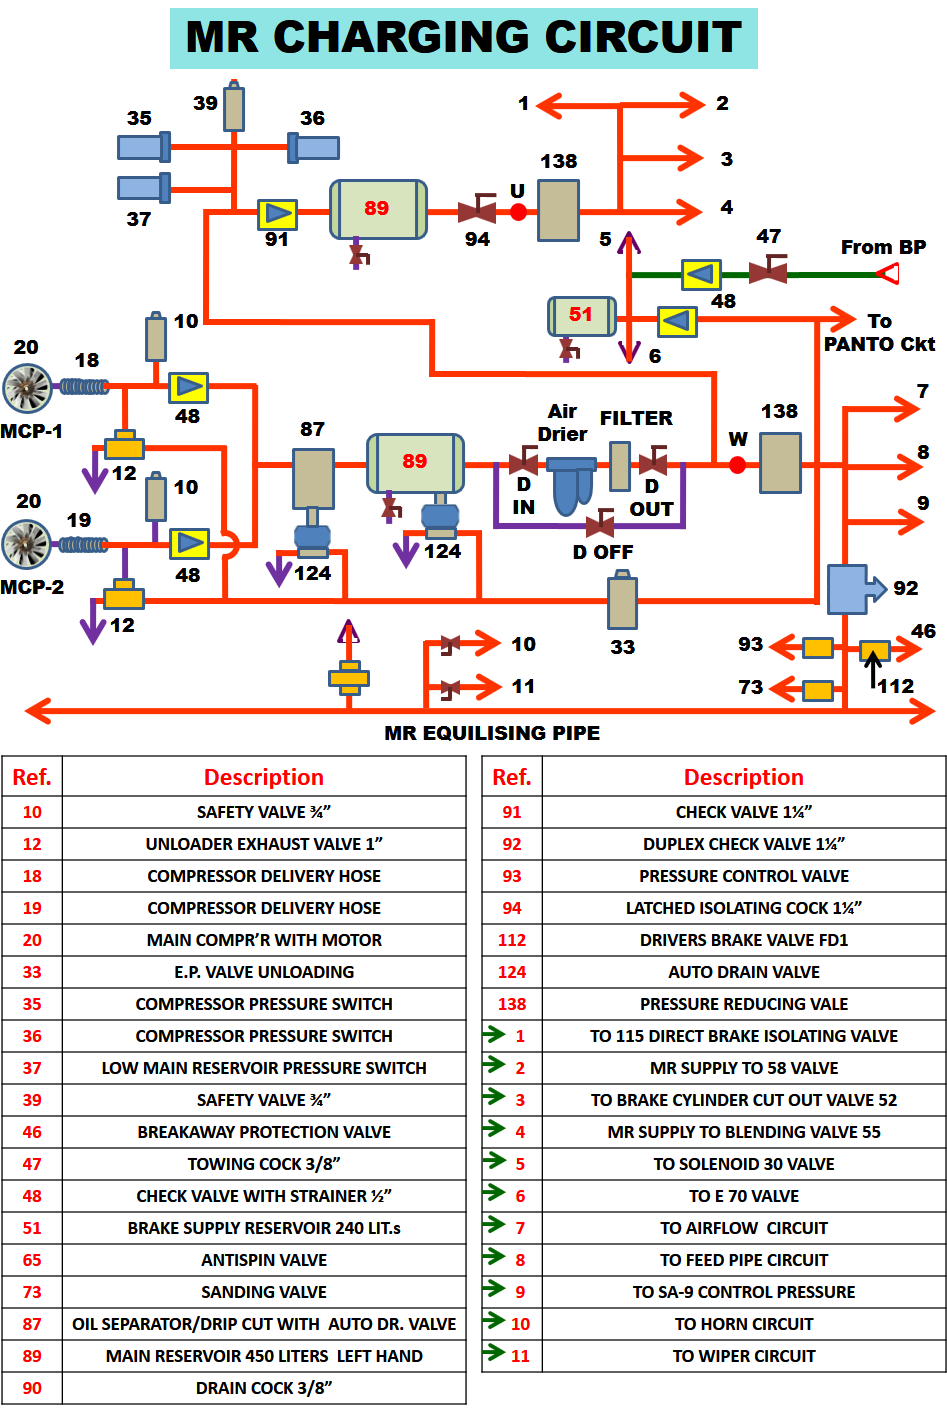 MR CHARGING CIRCUIT
39
35
36
37
91
89
94
U
138
1
2
3
4
5
47
From BP
48
51
6
To
PANTO Ckt
10
20
18
MCP-1
48
12
87
89
Air
Drier
FILTER
W
138
7
8
9
D
IN
D
OUT
D OFF
20
19
10
MCP-2
48
12
124
124
33
92
93
46
73
112
10
11
MR EQUILISING PIPE
Ref. Description
10 SAFETY VALVE ¾”
12 UNLOADER EXHAUST VALVE 1”
18 COMPRESSOR DELIVERY HOSE
19 COMPRESSOR DELIVERY HOSE
20 MAIN COMPR’R WITH MOTOR
33 E.P. VALVE UNLOADING
35 COMPRESSOR PRESSURE SWITCH
36 COMPRESSOR PRESSURE SWITCH
37 LOW MAIN RESERVOIR PRESSURE SWITCH
39 SAFETY VALVE ¾”
46 BREAKAWAY PROTECTION VALVE
47 TOWING COCK 3/8”
48 CHECK VALVE WITH STRAINER ½”
51 BRAKE SUPPLY RESERVOIR 240 LIT.s
65 ANTISPIN VALVE
73 SANDING VALVE
87 OIL SEPARATOR/DRIP CUT WITH AUTO DR. VALVE
89 MAIN RESERVOIR 450 LITERS LEFT HAND
90 DRAIN COCK 3/8”
Ref. Description
91 CHECK VALVE 1¼”
92 DUPLEX CHECK VALVE 1¼”
93 PRESSURE CONTROL VALVE
94 LATCHED ISOLATING COCK 1¼”
112 DRIVERS BRAKE VALVE FD1
124 AUTO DRAIN VALVE
138 PRESSURE REDUCING VALE
1 TO 115 DIRECT BRAKE ISOLATING VALVE
2 MR SUPPLY TO 58 VALVE
3 TO BRAKE CYLINDER CUT OUT VALVE 52
4 MR SUPPLY TO BLENDING VALVE 55
5 TO SOLENOID 30 VALVE
6 TO E 70 VALVE
7 TO AIRFLOW CIRCUIT
8 TO FEED PIPE CIRCUIT
9 TO SA-9 CONTROL PRESSURE
10 TO HORN CIRCUIT
11 TO WIPER CIRCUIT